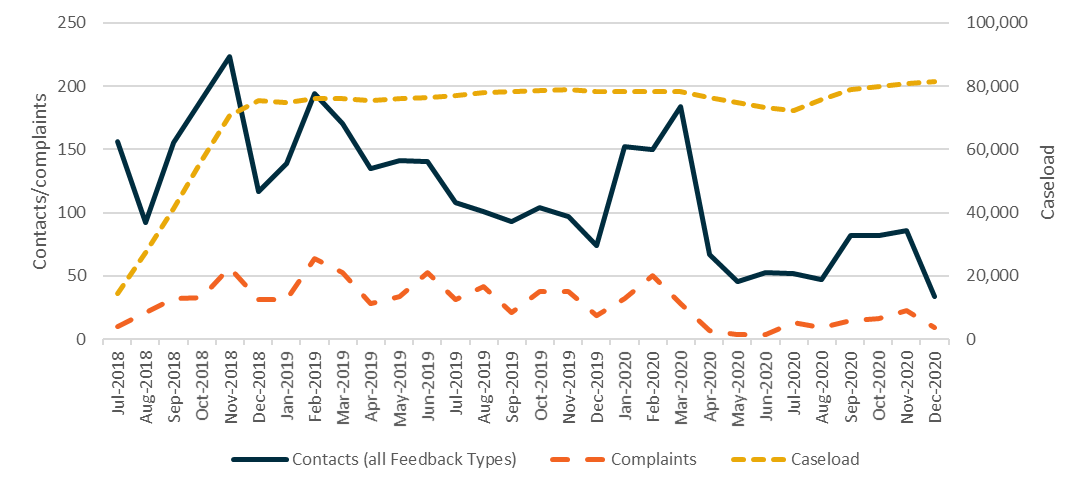 250
200
150
100
50
0
Contacts/complaints
100,000
80,000
60,000
40,000
20,000
0
Caseload
Jul-2018
Aug-2018
Sep-2018
Oct-2018
Nov-2018
Dec-2018
Jan-2019
Feb-2019
Mar-2019
Apr-2019
May-2019
Jun-2019
Jul-2019
Aug-2019
Sep-2019
Oct-2019
Nov-2019
Dec-2019
Jan-2020
Feb-2020
Mar-2020
Apr-2020
May-2020
Jun-2020
Jul-2020
Aug-2020
Sep-2020
Oct-2020
Nov-2020
Dec-2020
Contacts (all Feedback Types)
Complaints
Caseload